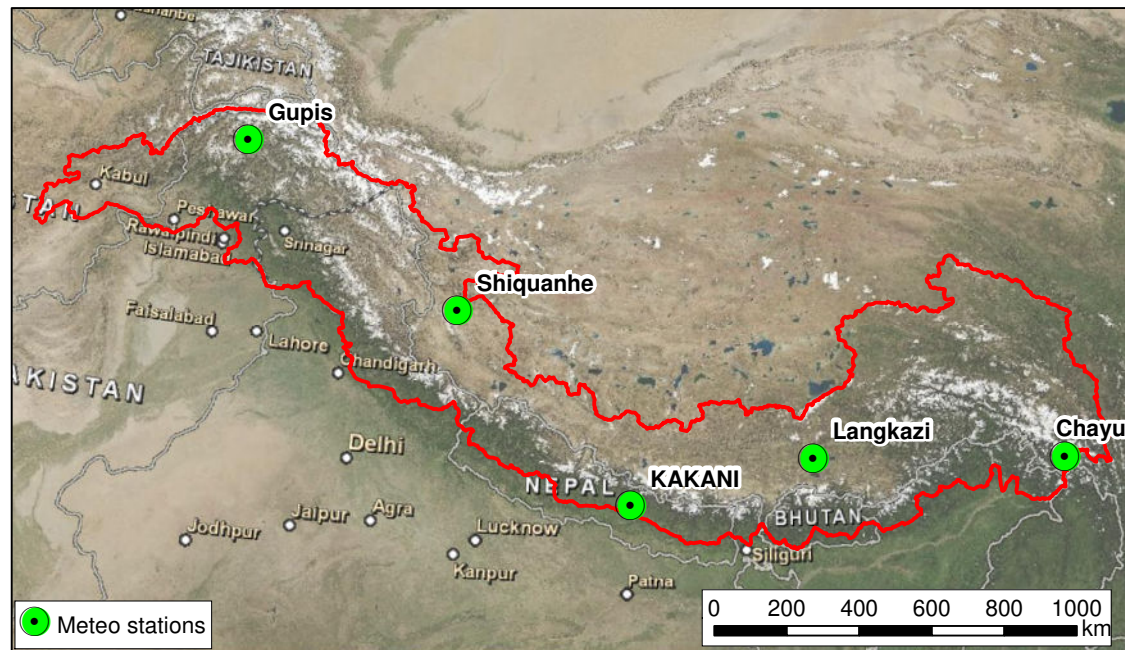 TAJIKISTAN
Gupis
Kabul
Peshawar
Rawalpindi
Islamabad
Srinagar
Shiquanhe
Faisalabad
Lahore
Chandigarh
AKISTAN
Delhi
Langkazi
Chayu
KAKANI
NEPAL
BHUTAN
Jodhpur
Jaipur
Agra
Lucknow
Kanpur
Siliguri
Patna
Meteo stations
0 200 400 600 800 1000
km